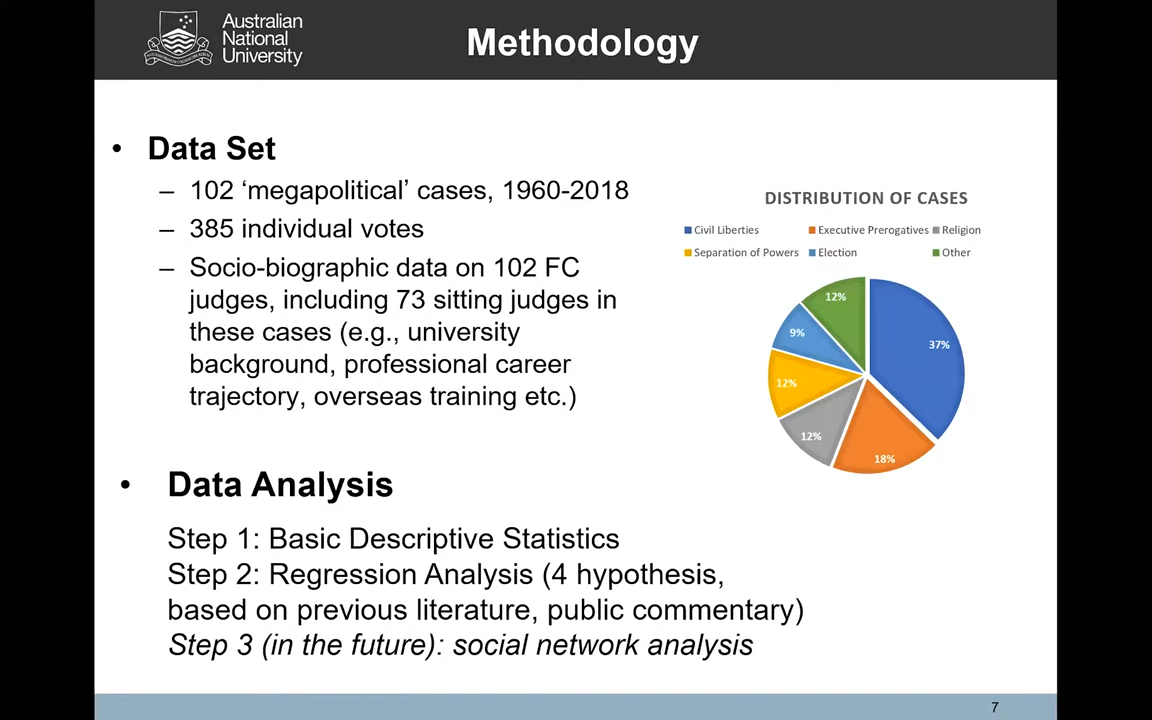 Australian
National
University
Methodology
• Data Set
– 102 ‘megapolitical’ cases, 1960-2018
– 385 individual votes
– Socio-biographic data on 102 FC
judges, including 73 sitting judges in
these cases (e.g., university
background, professional career
trajectory, overseas training etc.)
DISTRIBUTION OF CASES
Civil Liberties Executive Prerogatives Religion
Separation of Powers Election Other
12%
9%
37%
12%
12%
18%
• Data Analysis
Step 1: Basic Descriptive Statistics
Step 2: Regression Analysis (4 hypothesis,
based on previous literature, public commentary)
Step 3 (in the future): social network analysis
7